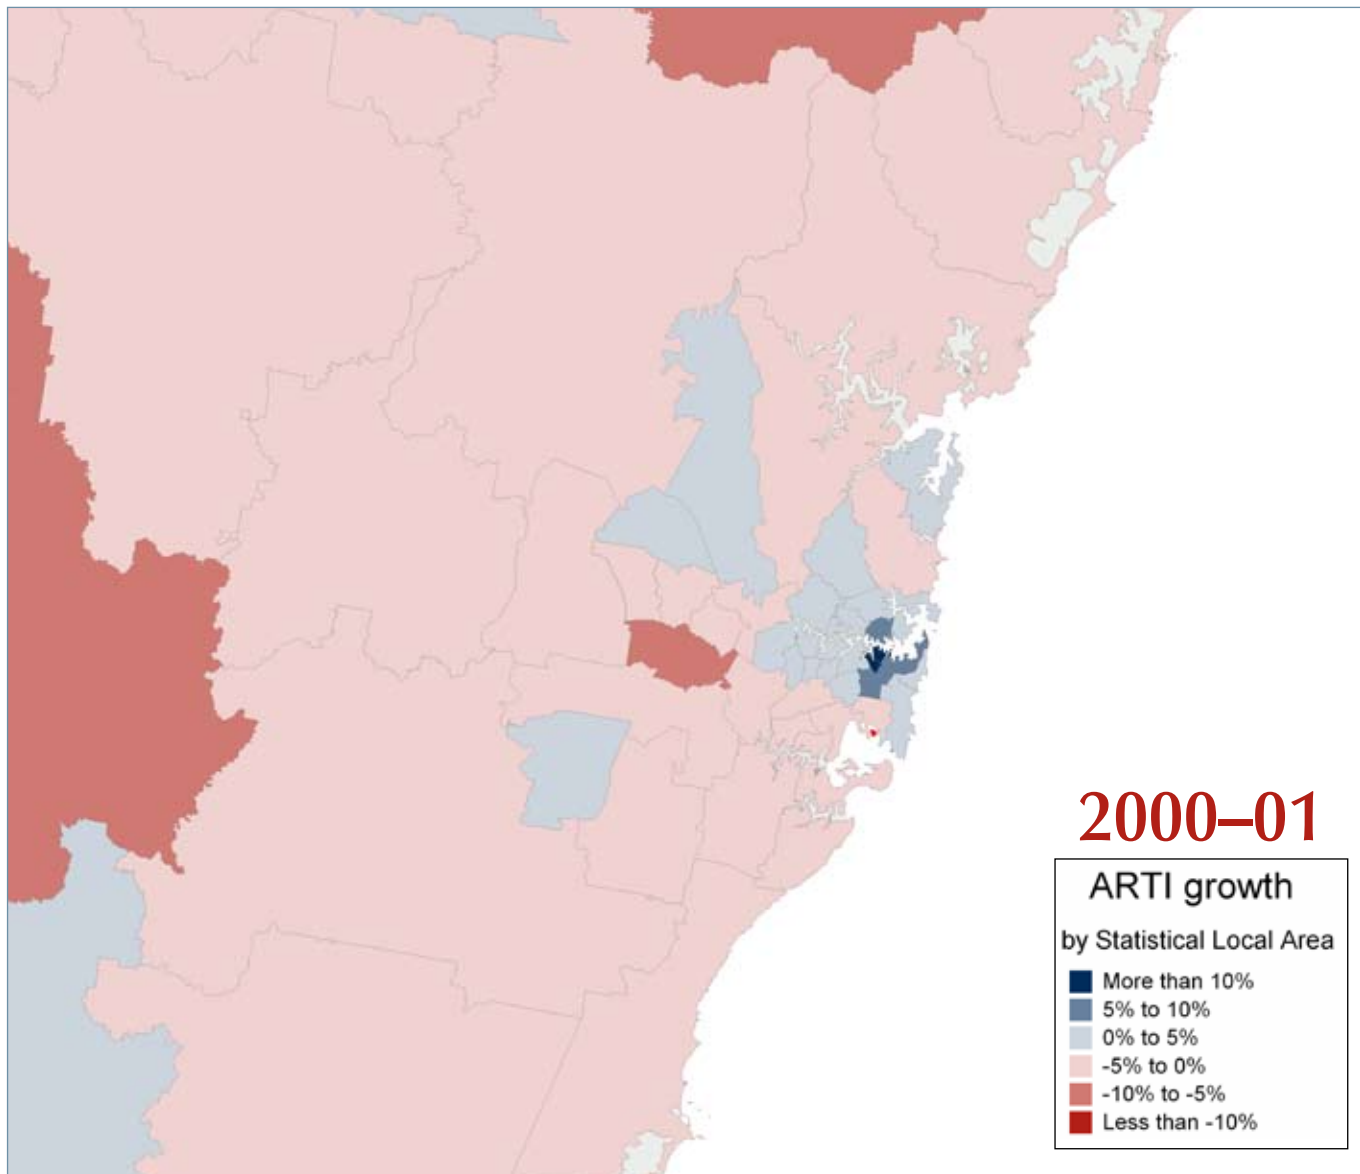 2000–01
ARTI growth
by Statistical Local Area
More than 10%
5% to 10%
0% to 5%
-5% to 0%
-10% to -5%
Less than -10%